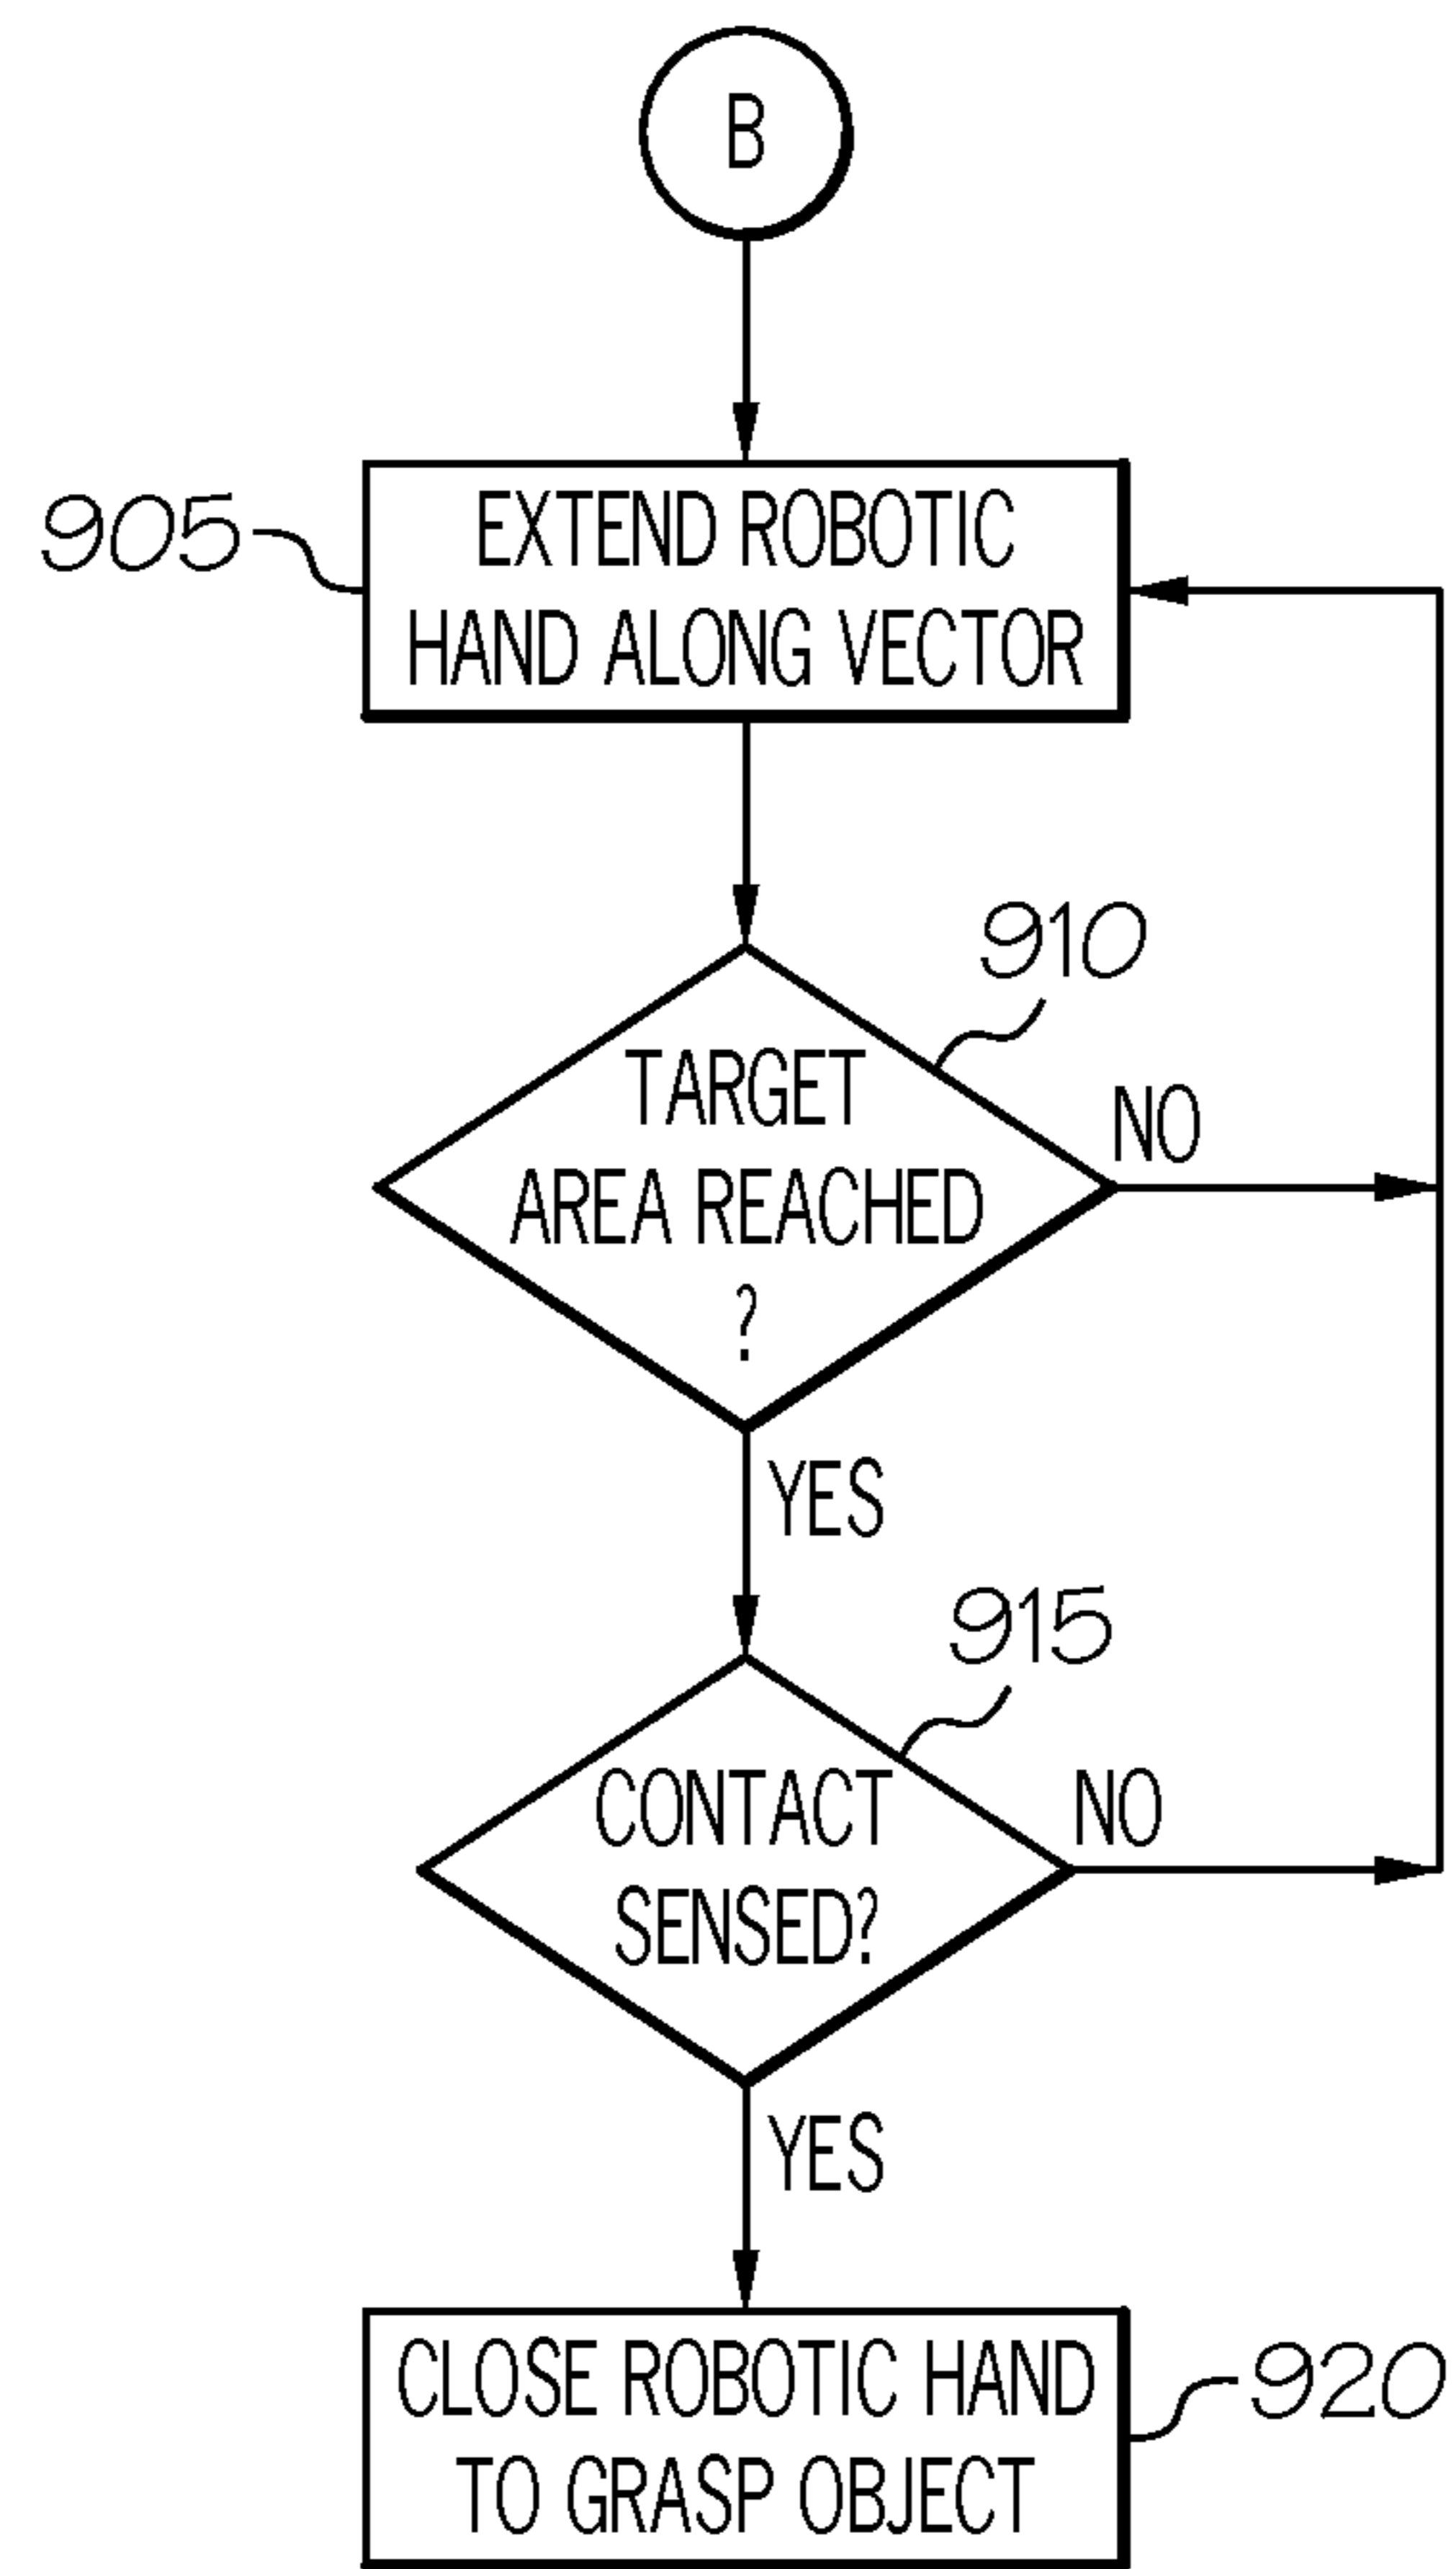 B
905
EXTEND ROBOTIC
HAND ALONG VECTOR
910
TARGET
AREA REACHED
?
NO
YES
915
CONTACT
SENSED?
NO
YES
CLOSE ROBOTIC HAND
TO GRASP OBJECT
920